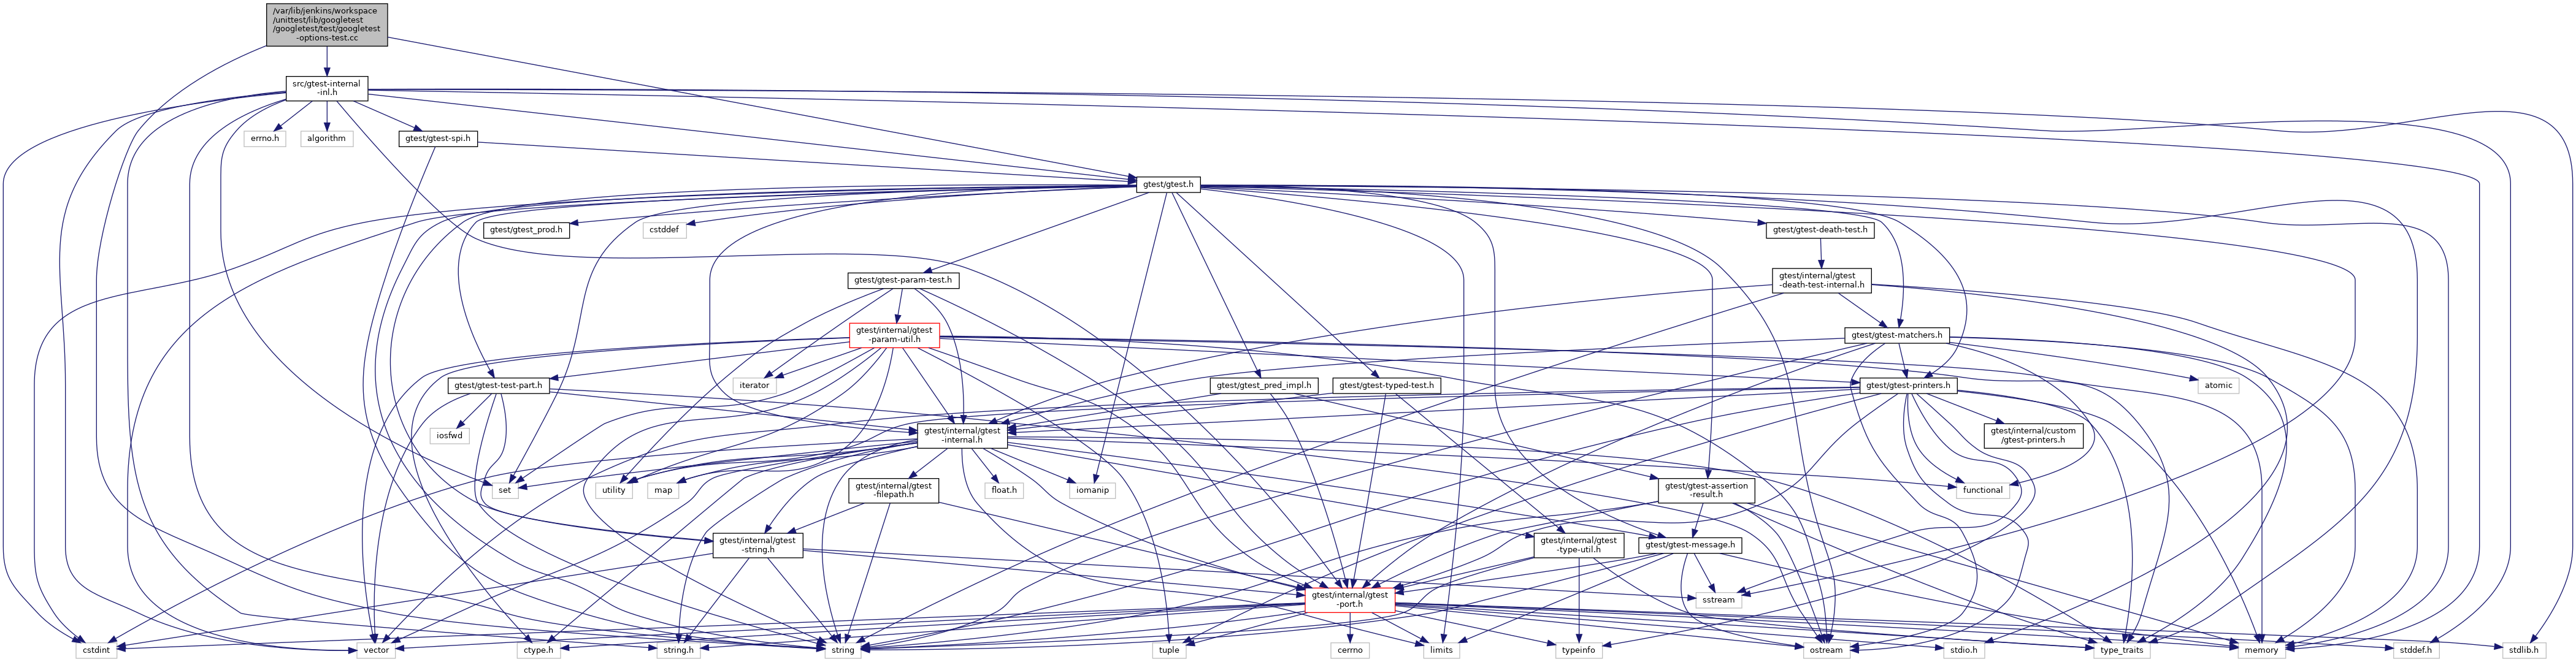 /var/lib/jenkins/workspace
/unittest/lib/googletest
/googletest/test/googletest
-options-test.cc
src/gtest-internal
-inl.h
errno.h
algorithm
gtest/gtest-spi.h
gtest/gtest.h
gtest/gtest_prod.h
cstddef
gtest/gtest-death-test.h
gtest/gtest-param-test.h
gtest/internal/gtest
-death-test-internal.h
gtest/internal/gtest
-param-util.h
gtest/gtest-matchers.h
gtest/gtest-test-part.h
iterator
gtest/gtest_pred_impl.h
gtest/gtest-typed-test.h
gtest/gtest-printers.h
atomic
iosfwd
gtest/internal/gtest
-internal.h
gtest/internal/custom
/gtest-printers.h
set
utility
map
gtest/internal/gtest
-filepath.h
float.h
iomanip
gtest/gtest-assertion
-result.h
functional
gtest/internal/gtest
-string.h
gtest/internal/gtest
-type-util.h
gtest/gtest-message.h
gtest/internal/gtest
-port.h
sstream
cstdint
vector
ctype.h
string.h
string
tuple
cerrno
limits
typeinfo
ostream
stdio.h
type_traits
memory
stddef.h
stdlib.h